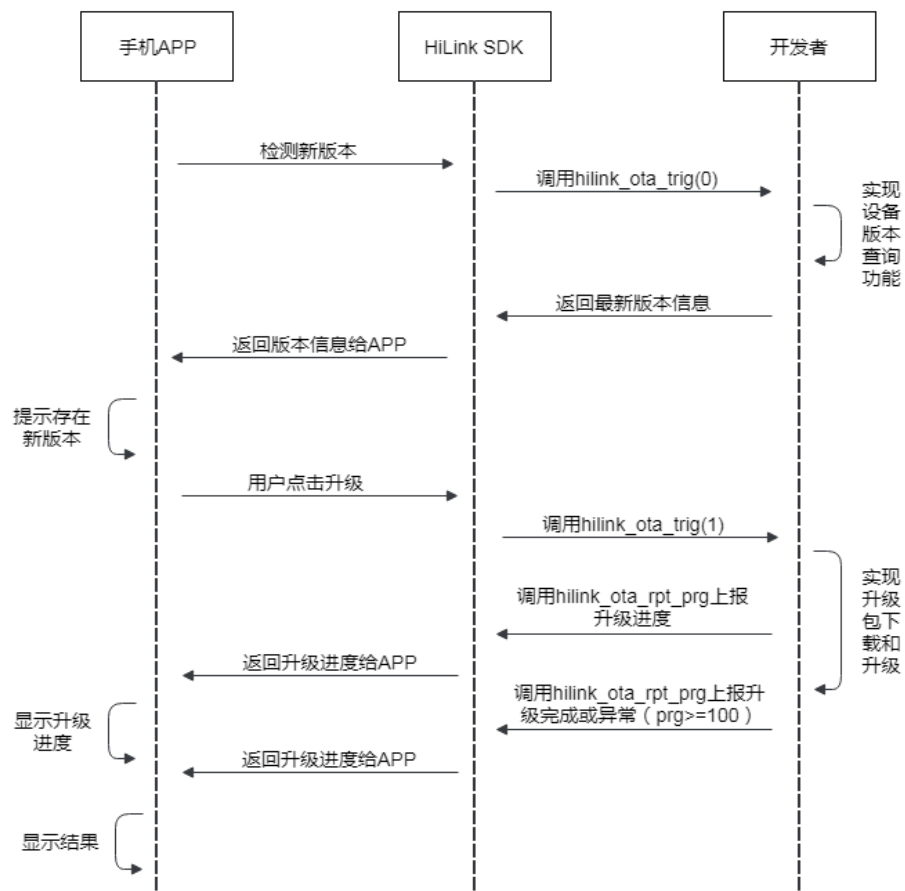 手机APP
HiLink SDK
开发者
检测新版本
调用hilink_ota_trig(0)
实现
设备
版本
查询
功能
返回最新版本信息
返回版本信息给APP
提示存在
新版本
用户点击升级
调用hilink_ota_trig(1)
实现
升级
包下
载和
升级
调用hilink_ota_rpt_prg上报
升级进度
返回升级进度给APP
调用hilink_ota_rpt_prg上报升
级完成或异常（prg>=100）
显示升级
进度
返回升级进度给APP
显示结果